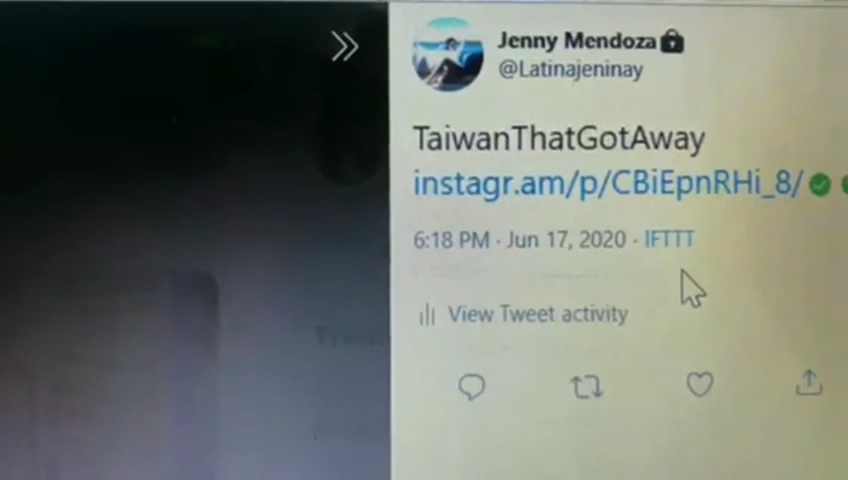 Jenny Mendoza
@Latinajeninay
TaiwanThatGotAway
instagr.am/p/CBiEpnRHi_8/
6:18 PM · Jun 17, 2020 · IFTTT
View Tweet activity